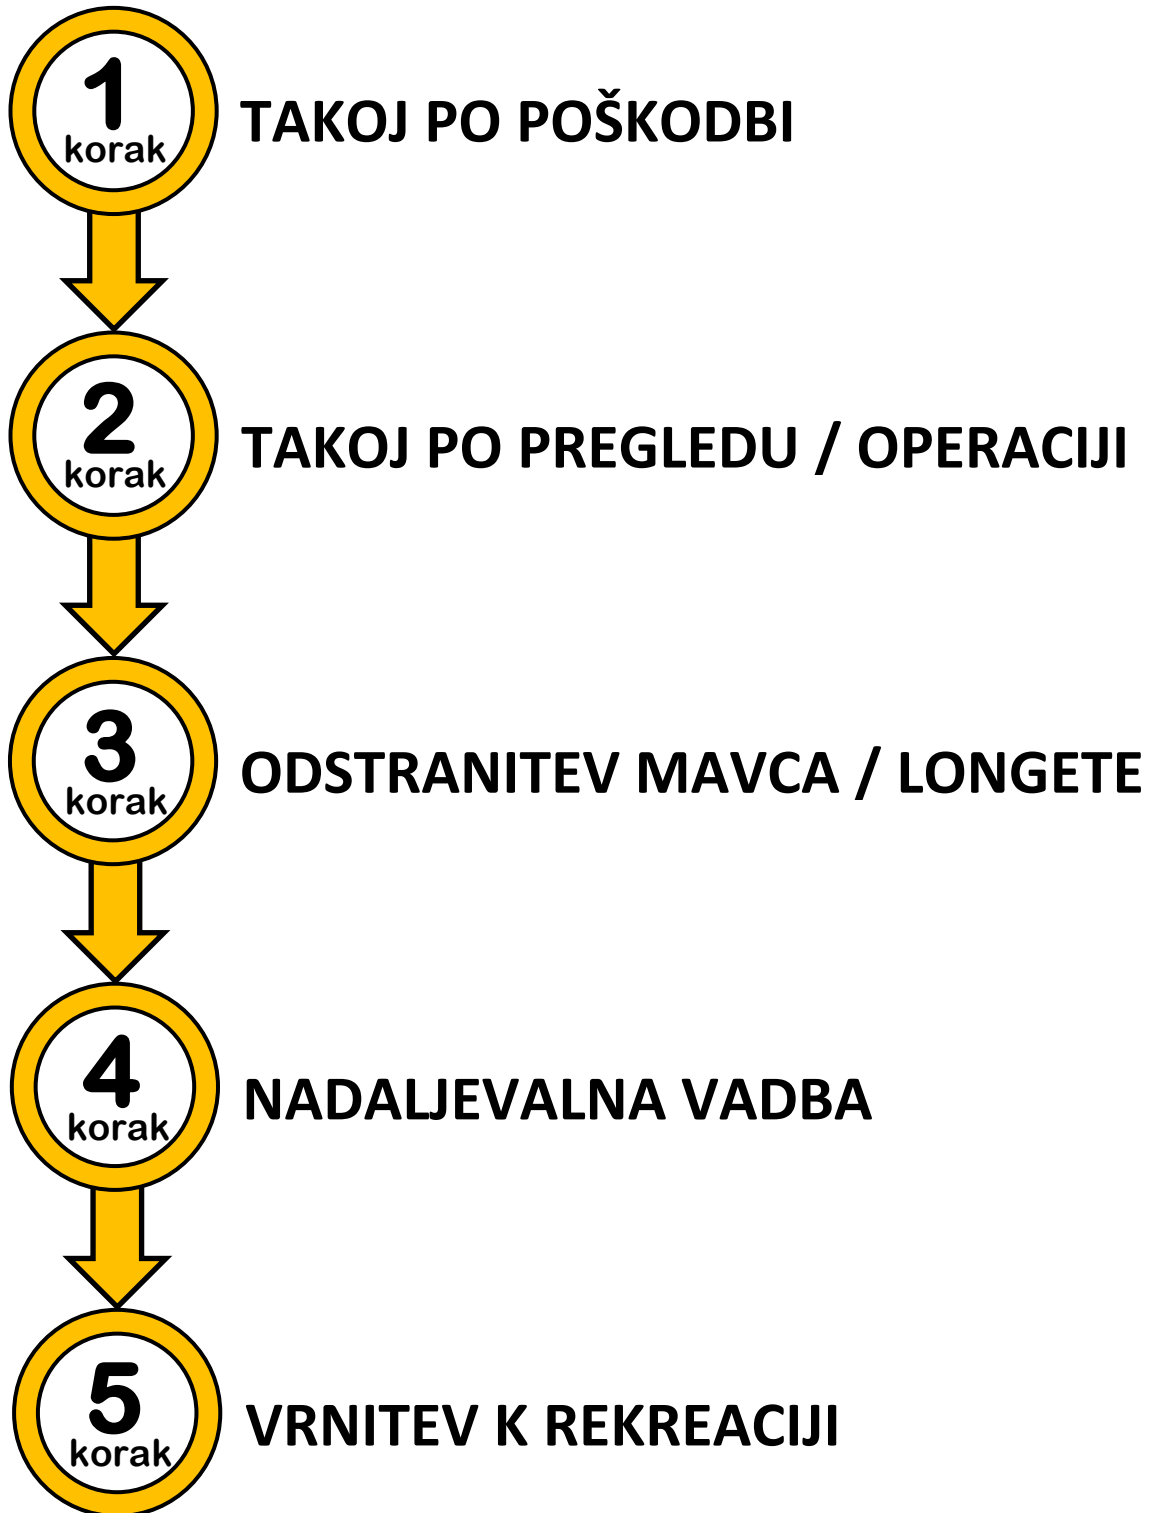 1
korak
TAKOJ PO POŠKODBI
2
korak
TAKOJ PO PREGLEDU / OPERACIJI
3
korak
ODSTRANITEV MAVCA / LONGETE
4
korak
NADALJEVALNA VADBA
5
korak
VRNITEV K REKREACIJI